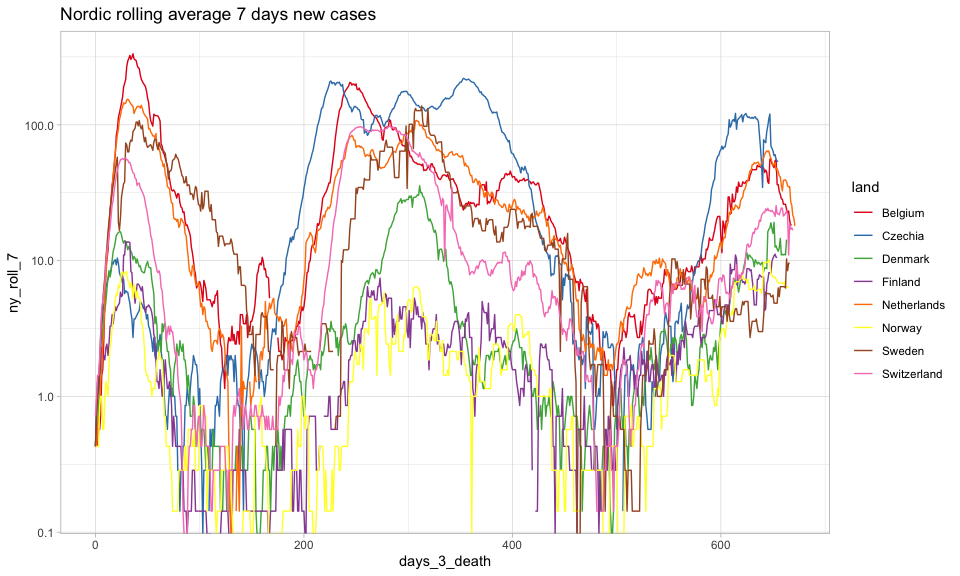 Nordic rolling average 7 days new cases
ny_roll_7
100.0
10.0
1.0
0.1
0
200
400
600
days_3_death
land
Belgium
Czechia
Denmark
Finland
Netherlands
Norway
Sweden
Switzerland